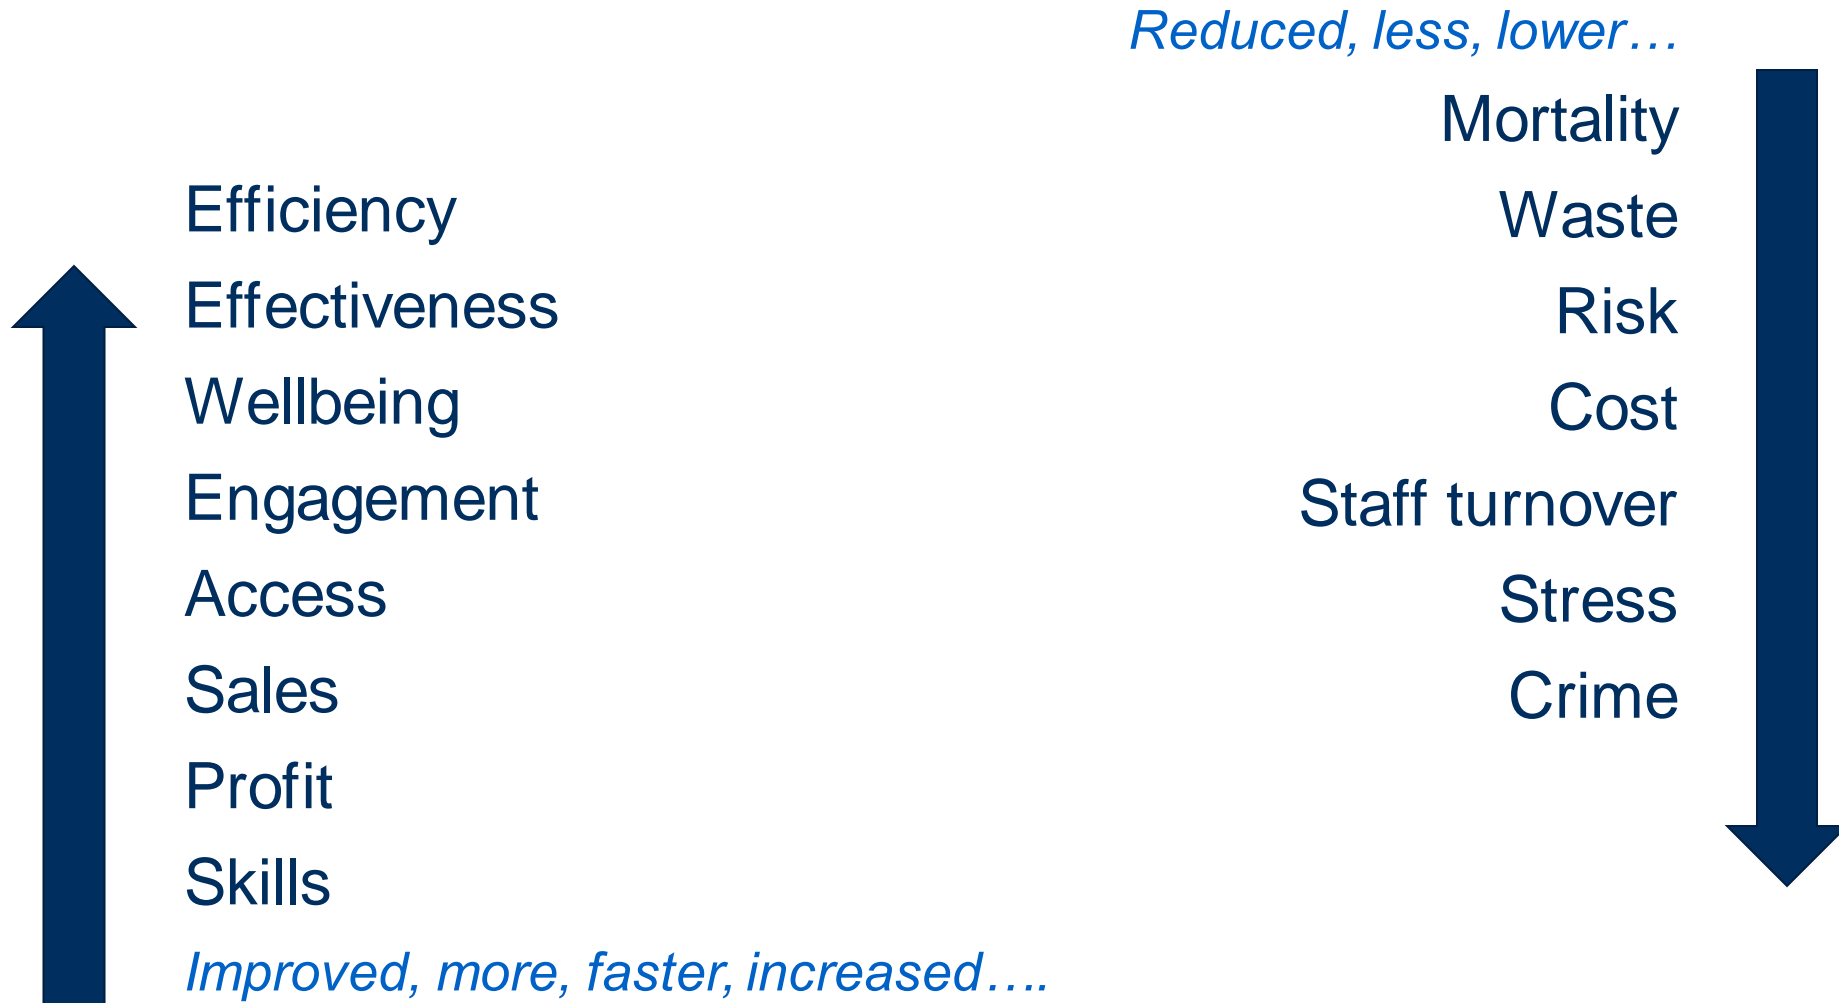 Reduced, less, lower…
Mortality
Waste
Risk
Cost
Staff turnover
Stress
Crime
Efficiency
Effectiveness
Wellbeing
Engagement
Access
Sales
Profit
Skills
Improved, more, faster, increased….